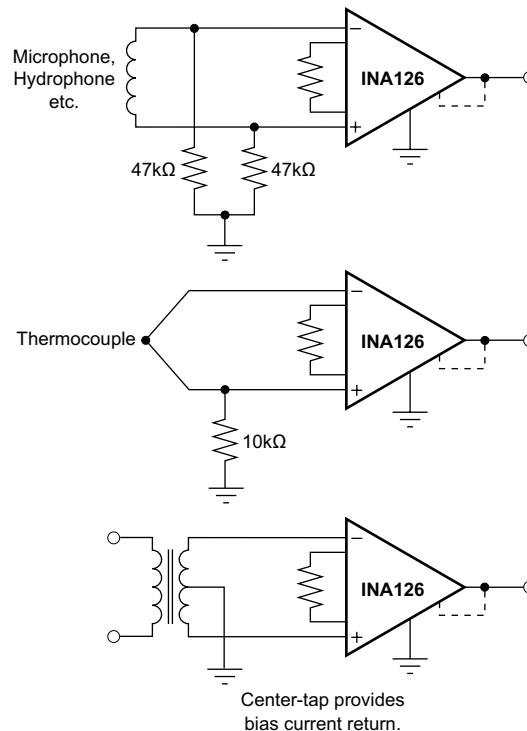 Microphone,
Hydrophone
etc.
−
INA126
+
47kΩ
47kΩ
Thermocouple
−
INA126
+
10kΩ
−
INA126
+
Center-tap provides
bias current return.